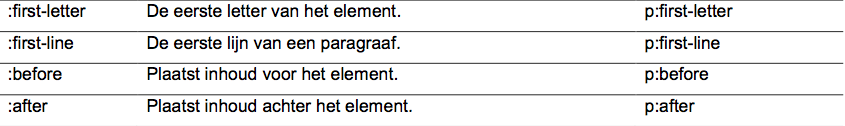 :first-letter De eerste letter van het element. p:first-letter
:first-line De eerste lijn van een paragraaf. p:first-line
:before Plaatst inhoud voor het element. p:before
:after Plaatst inhoud achter het element. p:after